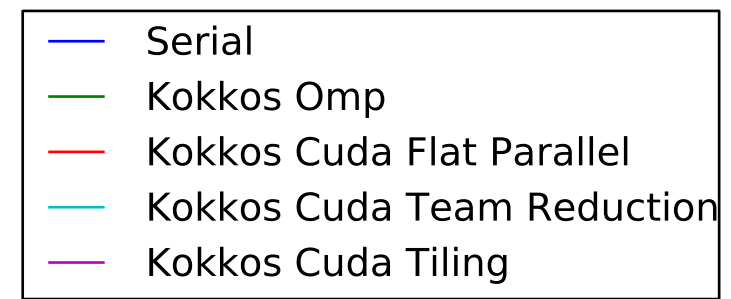 Serial
Kokkos Omp
Kokkos Cuda Flat Parallel
Kokkos Cuda Team Reduction
Kokkos Cuda Tiling